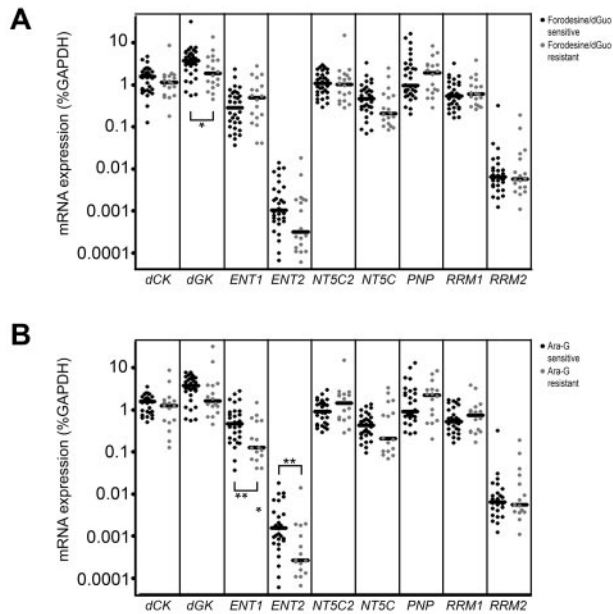 A
mRNA expression (%GAPDH)
10
1
0.1
0.01
0.001
0.0001
*
dCK dGK ENT1 ENT2 NT5C2 NT5C PNP RRM1 RRM2
Forodesine/dGuo
sensitive
Forodesine/dGuo
resistant
B
mRNA expression (%GAPDH)
10
1
0.1
0.01
0.001
0.0001
**
**
*
dCK dGK ENT1 ENT2 NT5C2 NT5C PNP RRM1 RRM2
Ara-G
sensitive
Ara-G
resistant